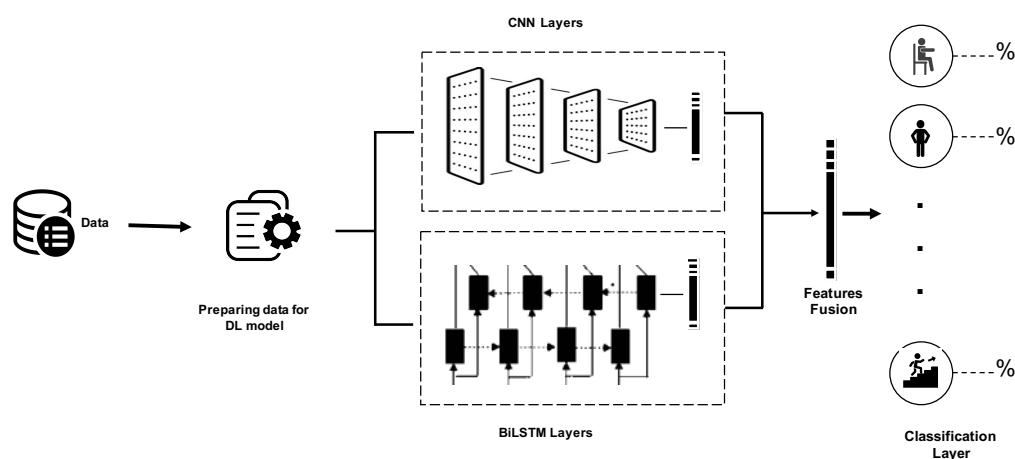 CNN Layers
%
%
Data
Preparing data for
DL model
Features
Fusion
%
BiLSTM Layers
Classification
Layer